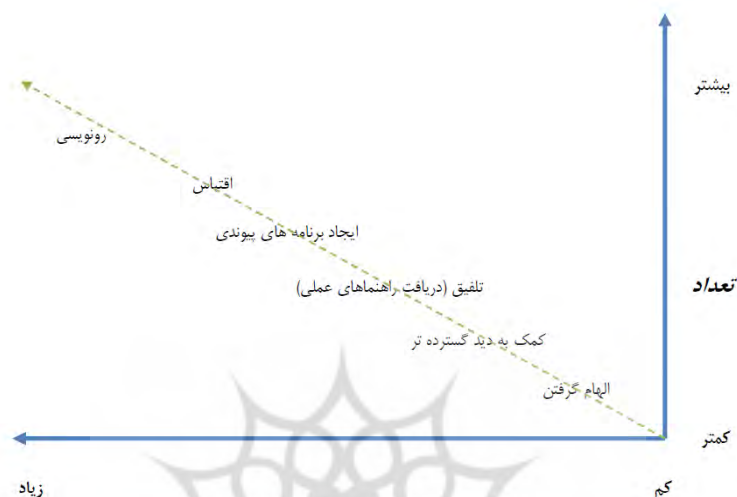 بیشتر
رونویسی
اقتباس
ایجاد برنامه های پیوندی
تلفیق (دریافت راهنماهای عملی)
تعداد
کمک به دید گسترده تر
الهام گرفتن
کمتر
کم
زیاد